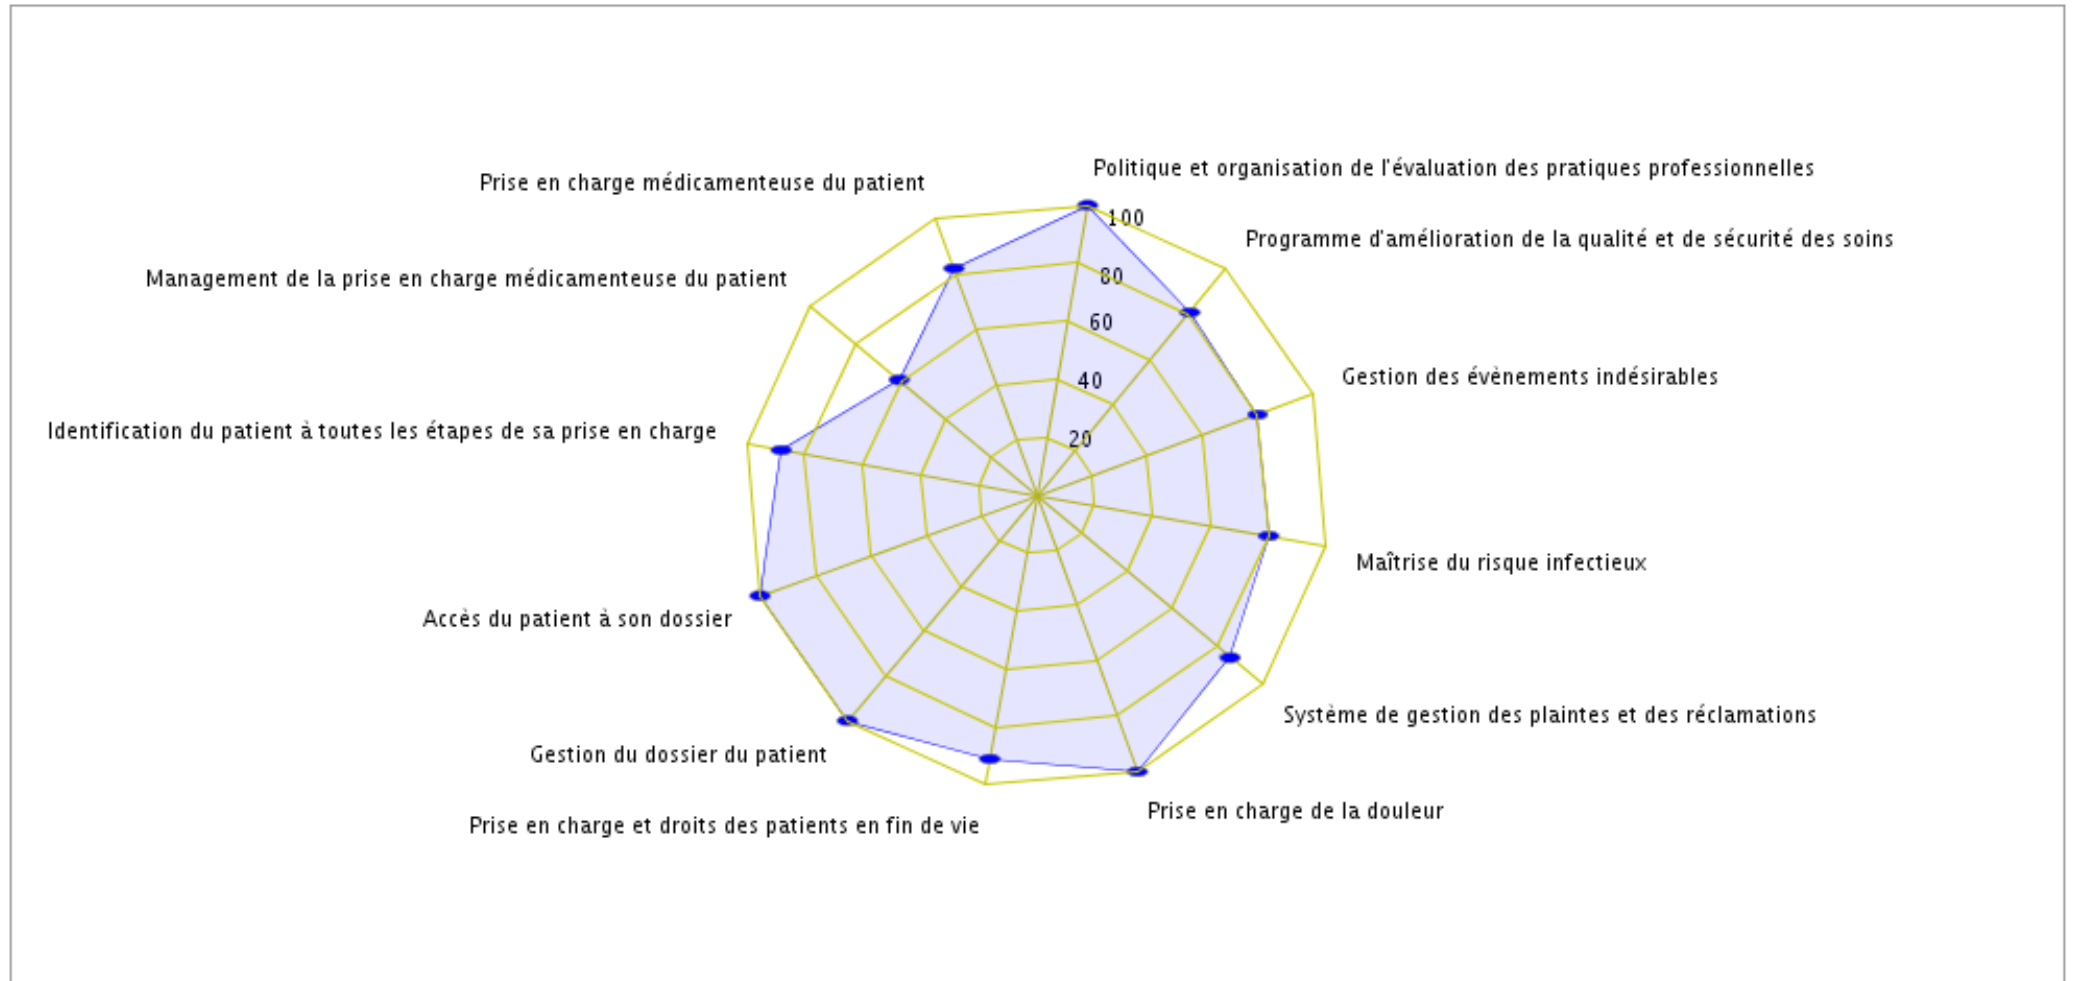 Politique et organisation de l'évaluation des pratiques professionnelles
Prise en charge médicamenteuse du patient
100
Programme d'amélioration de la qualité et de sécurité des soins
Management de la prise en charge médicamenteuse du patient
80
60
Gestion des évènements indésirables
40
Identification du patient à toutes les étapes de sa prise en charge
20
Maîtrise du risque infectieux
Accès du patient à son dossier
Système de gestion des plaintes et des réclamations
Gestion du dossier du patient
Prise en charge de la douleur
Prise en charge et droits des patients en fin de vie